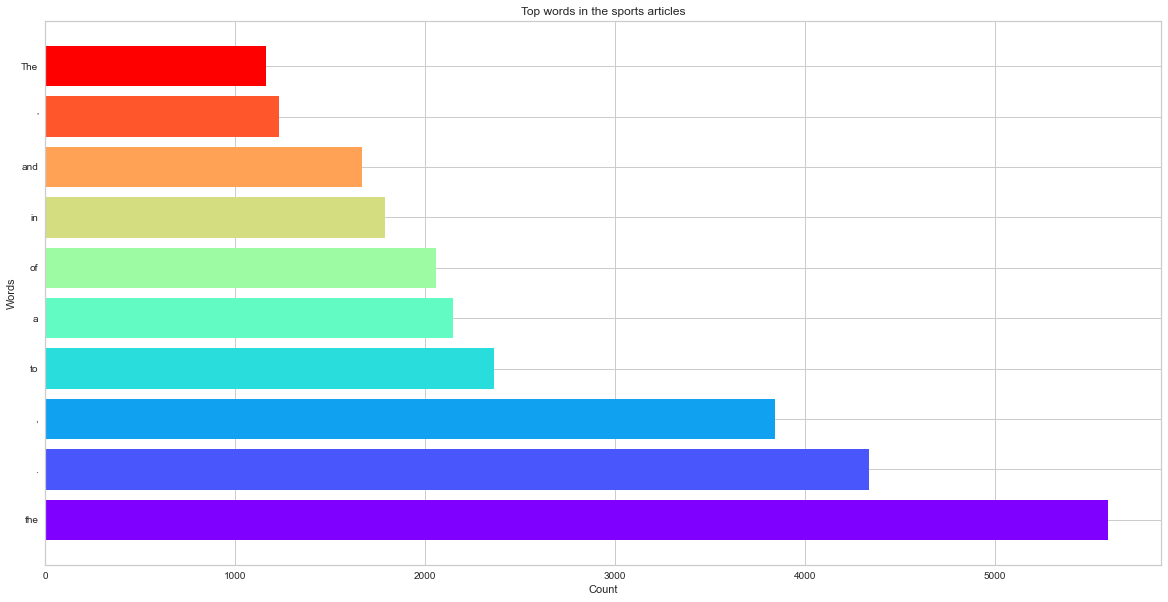 Top words in the sports articles
The
'
and
in
of
a
to
,
.
the
Words
0 1000 2000 3000 4000 5000
Count